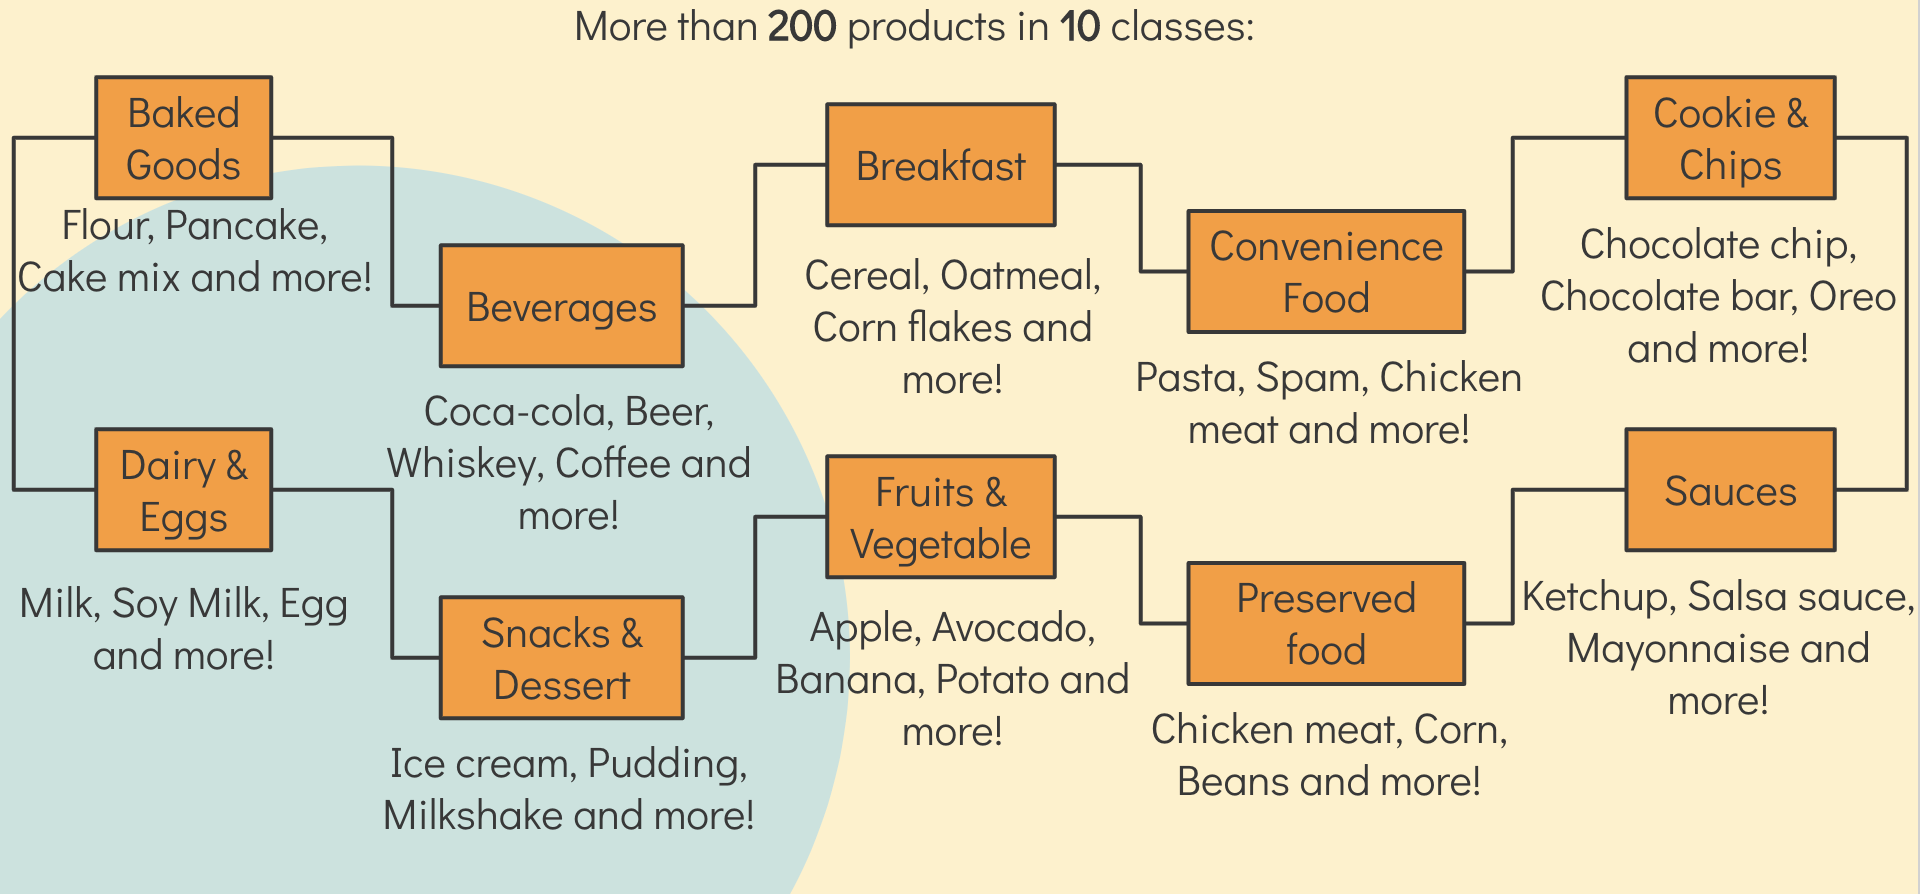 More than 200 products in 10 classes:
Baked
Goods
Flour, Pancake,
Cake mix and more!
Beverages
Coca-cola, Beer,
Whiskey, Coffee and
more!
Breakfast
Cereal, Oatmeal,
Corn flakes and
more!
Convenience
Food
Pasta, Spam, Chicken
meat and more!
Cookie &
Chips
Chocolate chip,
Chocolate bar, Oreo
and more!
Dairy &
Eggs
Milk, Soy Milk, Egg
and more!
Snacks &
Dessert
Ice cream, Pudding,
Milkshake and more!
Fruits &
Vegetable
Apple, Avocado,
Banana, Potato and
more!
Preserved
food
Chicken meat, Corn,
Beans and more!
Sauces
Ketchup, Salsa sauce,
Mayonnaise and
more!